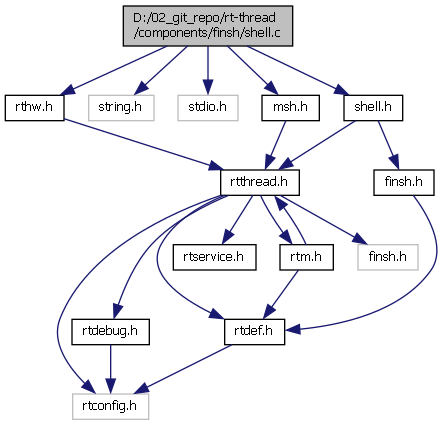 D:/02_git_repo/rt-thread
/components/finsh/shell.c
rthw.h
string.h
stdio.h
msh.h
shell.h
rtthread.h
finsh.h
rtservice.h
rtm.h
finsh.h
rtdebug.h
rtdef.h
rtconfig.h